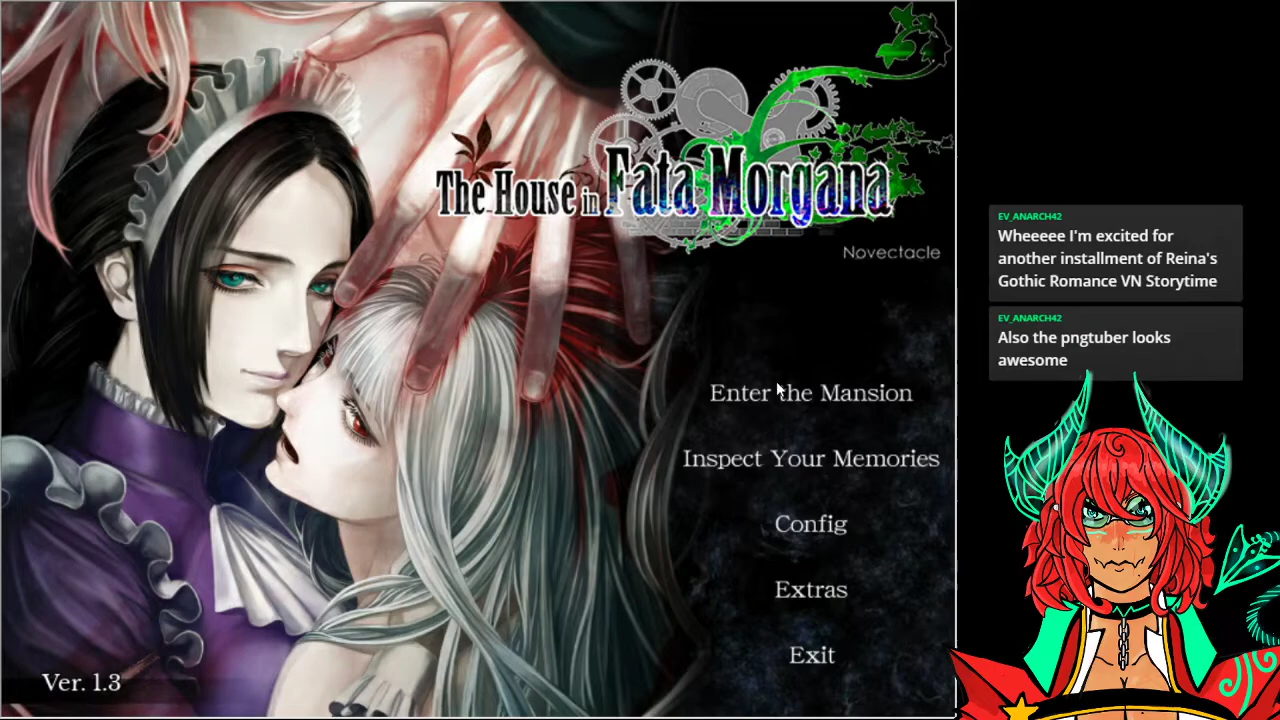 The House in Fata Morgana
Novectacle
Enter the Mansion
Inspect Your Memories
Config
Extras
Exit
Ver. 1.3
EV_ANARCH42
Wheeeee I'm excited for
another installment of Reina's
Gothic Romance VN Storytime
EV_ANARCH42
Also the pngtuber looks
awesome